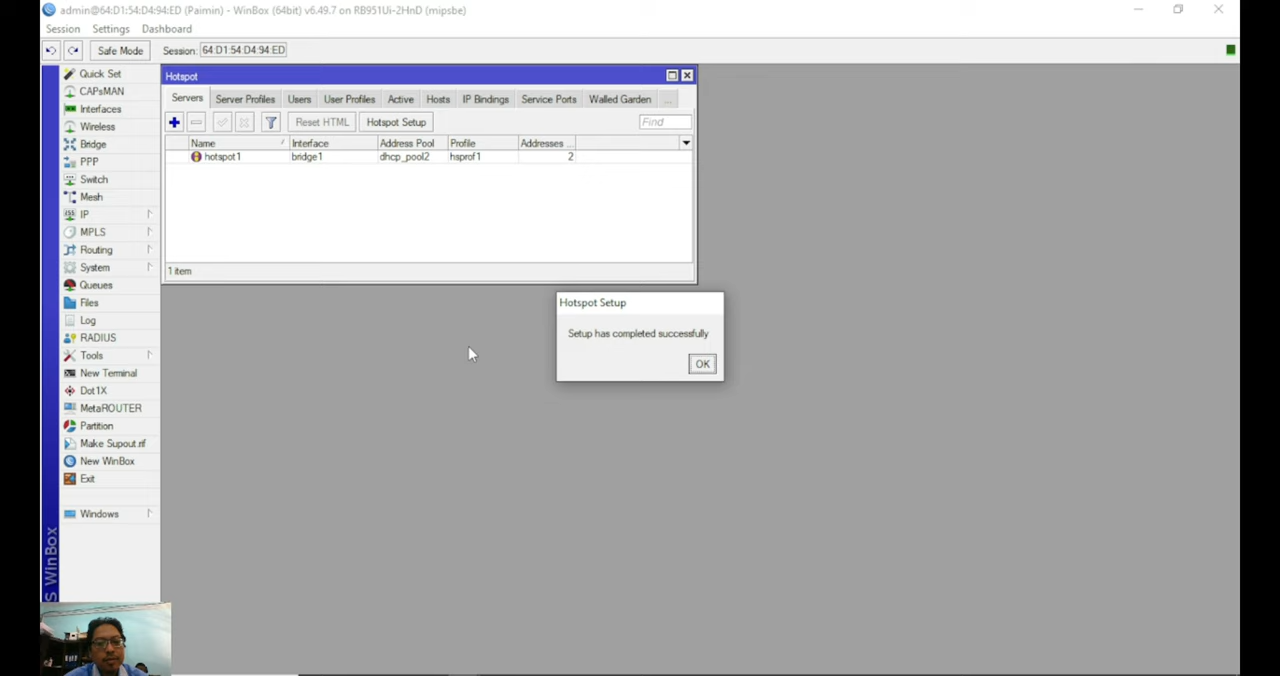 admin@64:D1:54:D4:94:ED (Paimin) - WinBox (64bit) v6.49.7 on RB951Ui-2HnD (mipsbe)
Session Settings Dashboard
Safe Mode Session: 64:D1:54:D4:94:ED
Quick Set
CAPsMAN
Interfaces
Wireless
Bridge
PPP
Switch
Mesh
IP
MPLS
Routing
System
Queues
Files
Log
RADIUS
Tools
New Terminal
Dot1X
MetaROUTER
Partition
Make Supout.rif
New WinBox
Exit
Windows
S WinBox
Hotspot
Servers Server Profiles Users User Profiles Active Hosts IP Bindings Service Ports Walled Garden ...
Reset HTML Hotspot Setup Find
Name / Interface Address Pool Profile Addresses ...
hotspot1 bridge1 dhcp_pool2 hsprof1 2
1 item
Hotspot Setup
Setup has completed successfully
OK